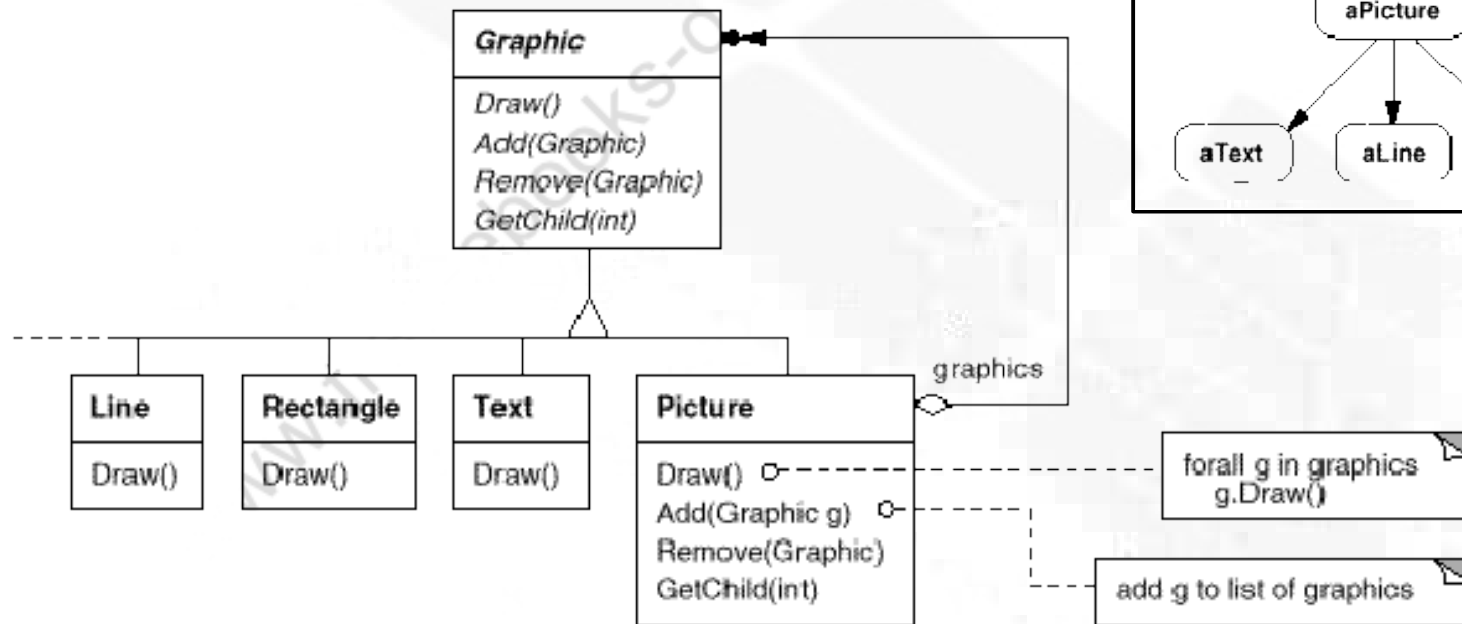 Graphic
Draw()
Add(Graphic)
Remove(Graphic)
GetChild(int)
aPicture
aText
aLine
graphics
Line
Draw()
Rectangle
Draw()
Text
Draw()
Picture
Draw()
Add(Graphic g)
Remove(Graphic)
GetChild(int)
forall g in graphics
g.Draw()
add g to list of graphics